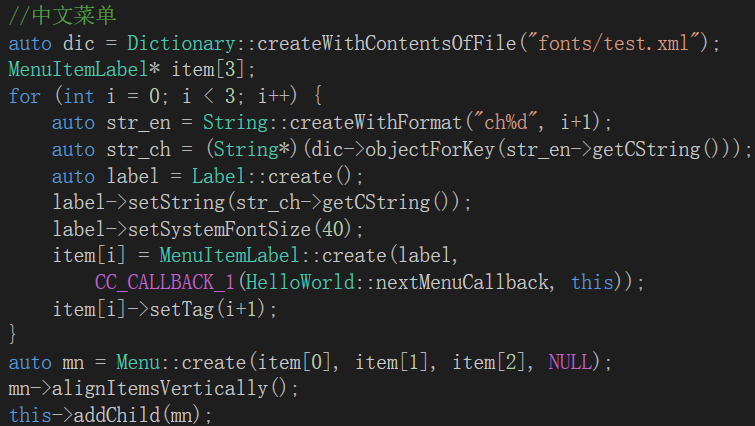 //中文菜单
auto dic = Dictionary::createWithContentsOfFile("fonts/test.xml");
MenuItemLabel* item[3];
for (int i = 0; i < 3; i++) {
    auto str_en = String::createWithFormat("ch%d", i+1);
    auto str_ch = (String*)(dic->objectForKey(str_en->getCString()));
    auto label = Label::create();
    label->setString(str_ch->getCString());
    label->setSystemFontSize(40);
    item[i] = MenuItemLabel::create(label,
        CC_CALLBACK_1(HelloWorld::nextMenuCallback, this));
    item[i]->setTag(i+1);
}
auto mn = Menu::create(item[0], item[1], item[2], NULL);
mn->alignItemsVertically();
this->addChild(mn);